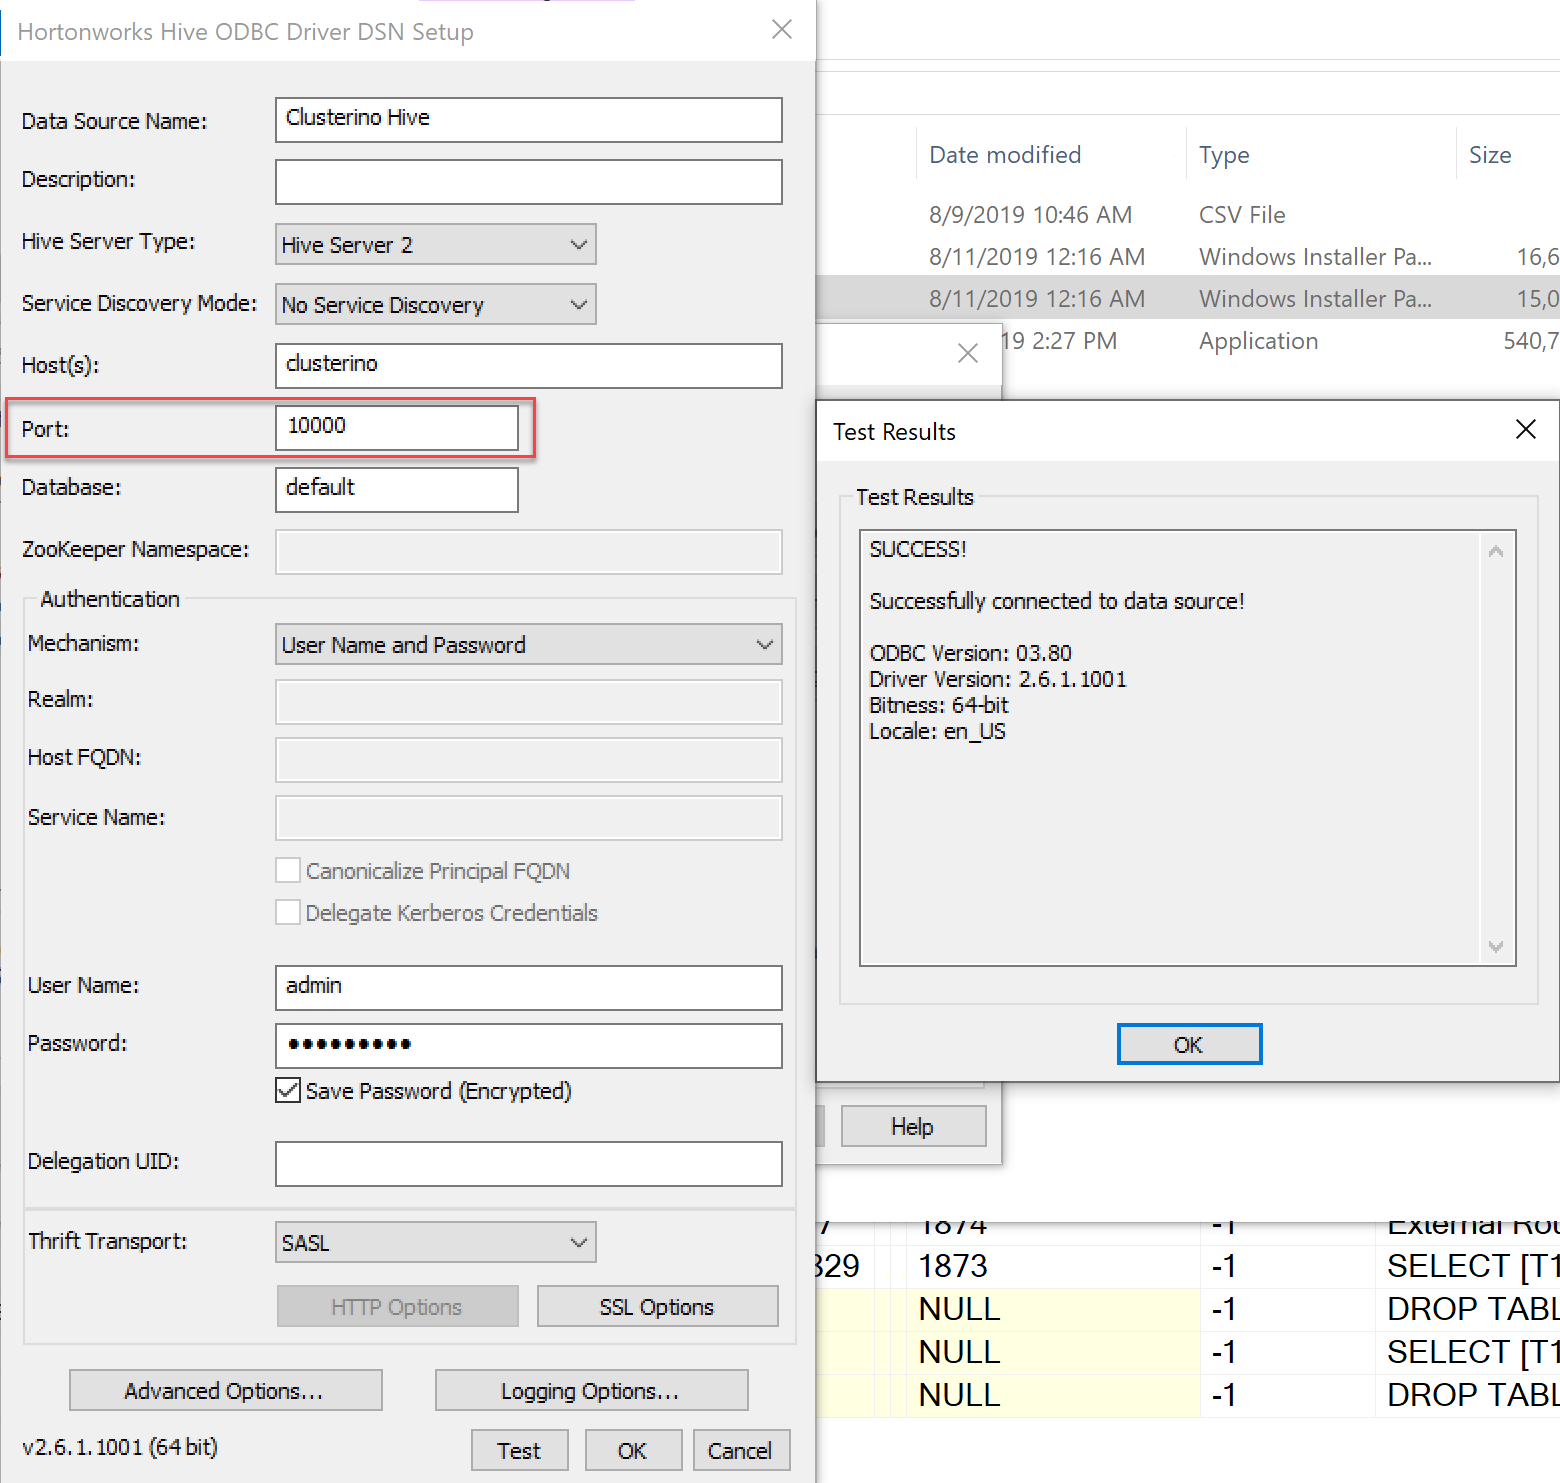 Hortonworks Hive ODBC Driver DSN Setup
Data Source Name: Clusterino Hive
Description:
Hive Server Type: Hive Server 2
Service Discovery Mode: No Service Discovery
Host(s): clusterino
Port: 10000
Database: default
ZooKeeper Namespace:
Authentication
Mechanism: User Name and Password
Realm:
Host FQDN:
Service Name:
Canonicalize Principal FQDN
Delegate Kerberos Credentials
User Name: admin
Password: •••••••••
Save Password (Encrypted)
Delegation UID:
Thrift Transport: SASL
HTTP Options SSL Options
Advanced Options... Logging Options...
v2.6.1.1001 (64 bit) Test OK Cancel
Date modified Type Size
8/9/2019 10:46 AM CSV File
8/11/2019 12:16 AM Windows Installer Pa... 16,6
8/11/2019 12:16 AM Windows Installer Pa... 15,0
19 2:27 PM Application 540,7
Test Results
Test Results
SUCCESS!
Successfully connected to data source!
ODBC Version: 03.80
Driver Version: 2.6.1.1001
Bitness: 64-bit
Locale: en_US
OK
Help
7 1874 -1 External Rou
829 1873 -1 SELECT [T1
NULL -1 DROP TABL
NULL -1 SELECT [T1
NULL -1 DROP TABL